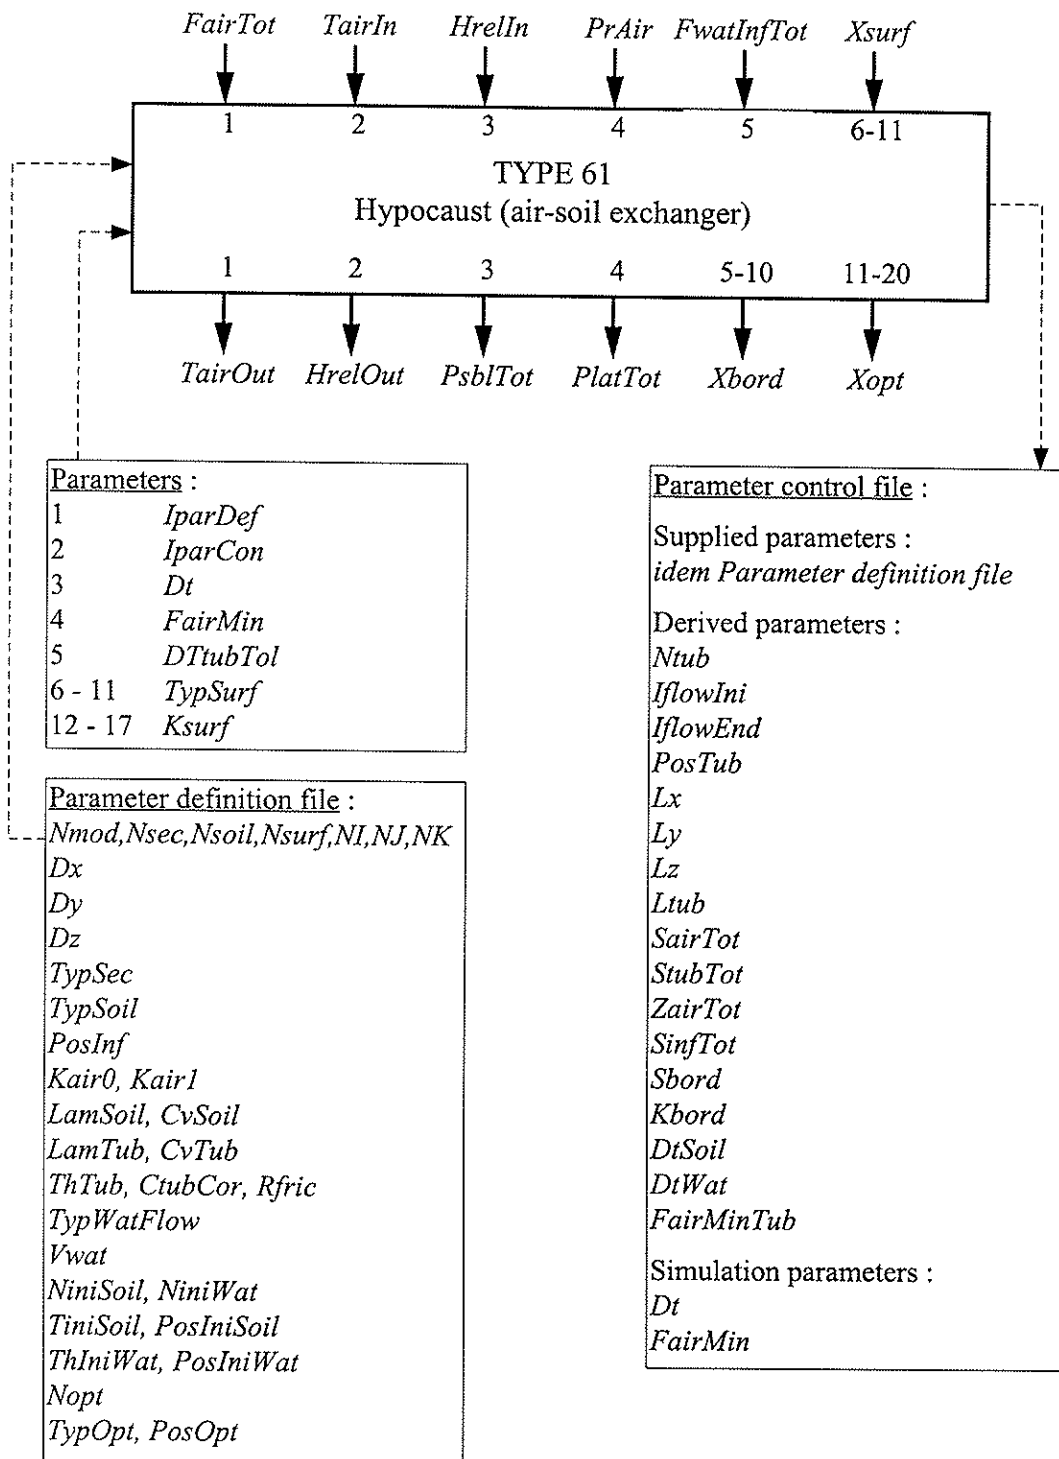 FairTot TairIn HrelIn PrAir FwatInfTot Xsurf
1 2 3 4 5 6-11
TYPE 61
Hypocaust (air-soil exchanger)
1 2 3 4 5-10 11-20
TairOut HrelOut PsblTot PlatTot Xbord Xopt
Parameters :
1 IparDef
2 IparCon
3 Dt
4 FairMin
5 DTtubTol
6 - 11 TypSurf
12 - 17 Ksurf
Parameter definition file :
Nmod,Nsec,Nsoil,Nsurf,NI,NJ,NK
Dx
Dy
Dz
TypSec
TypSoil
PosInf
Kair0, Kair1
LamSoil, CvSoil
LamTub, CvTub
ThTub, CtubCor, Rfric
TypWatFlow
Vwat
NiniSoil, NiniWat
TiniSoil, PosIniSoil
ThIniWat, PosIniWat
Nopt
TypOpt, PosOpt
Parameter control file :
Supplied parameters :
idem Parameter definition file
Derived parameters :
Ntub
IflowIni
IflowEnd
PosTub
Lx
Ly
Lz
Ltub
SairTot
StubTot
ZairTot
SinfTot
Sbord
Kbord
DtSoil
DtWat
FairMinTub
Simulation parameters :
Dt
FairMin